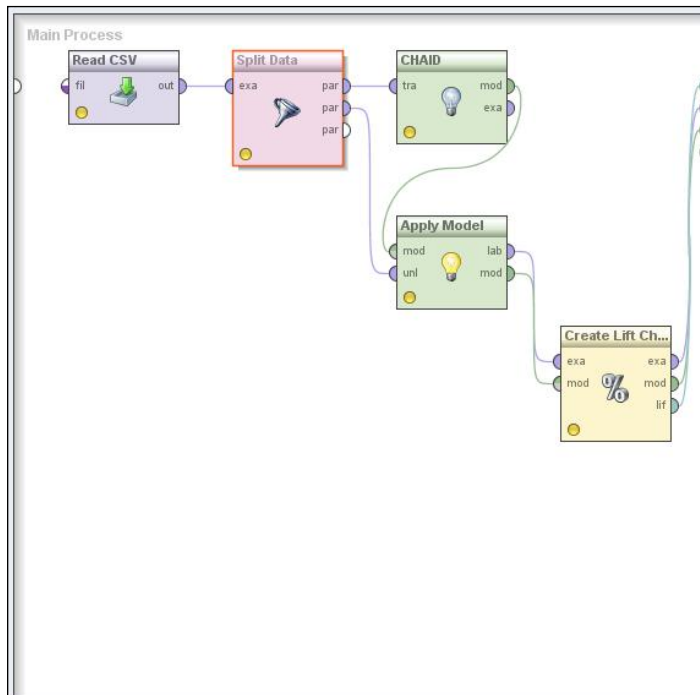 Main Process
Read CSV
fil out
Split Data
exa par
par
par
CHAID
tra mod
exa
Apply Model
mod lab
unl mod
Create Lift Ch...
exa exa
mod mod
lif
%